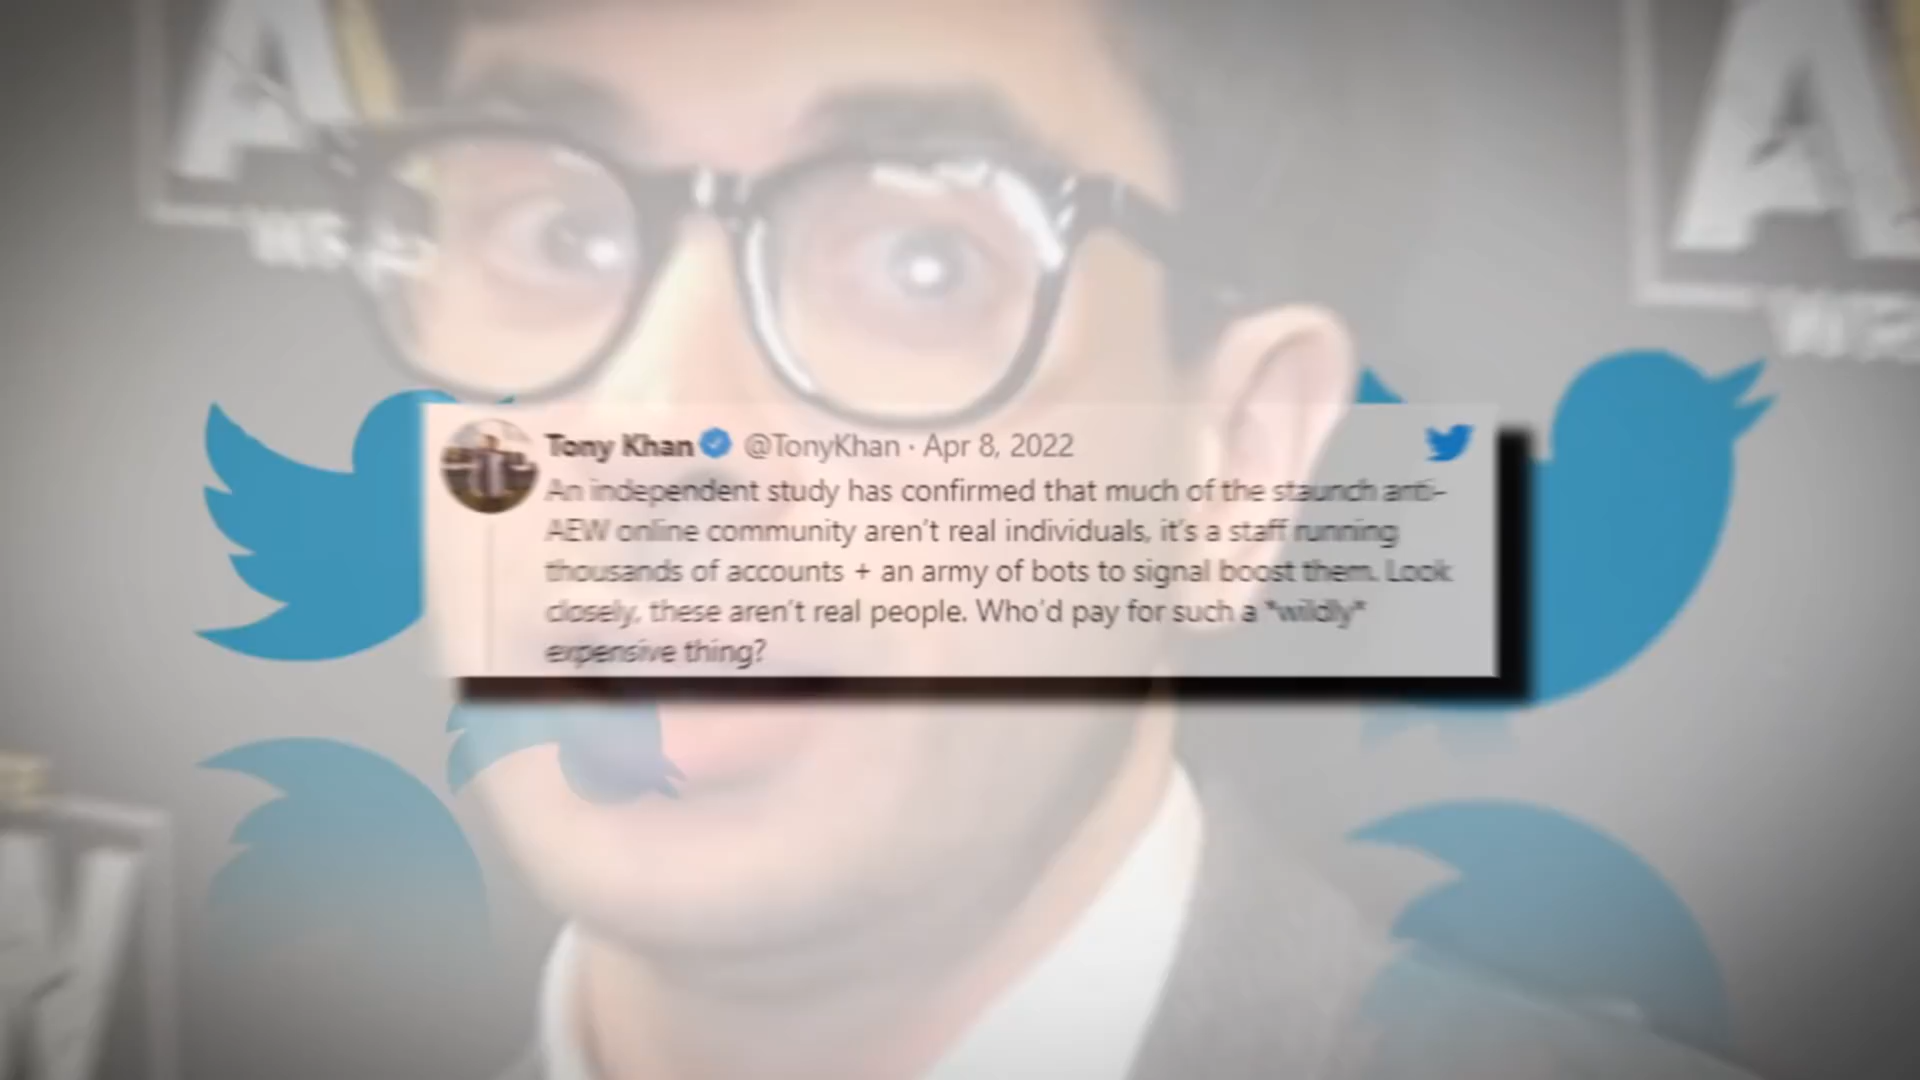 Tony Khan @TonyKhan · Apr 8, 2022
An independent study has confirmed that much of the staunch anti-
AEW online community aren't real individuals, it's a staff running
thousands of accounts + an army of bots to signal boost them. Look
closely, these aren't real people. Who'd pay for such a *wildly*
expensive thing?